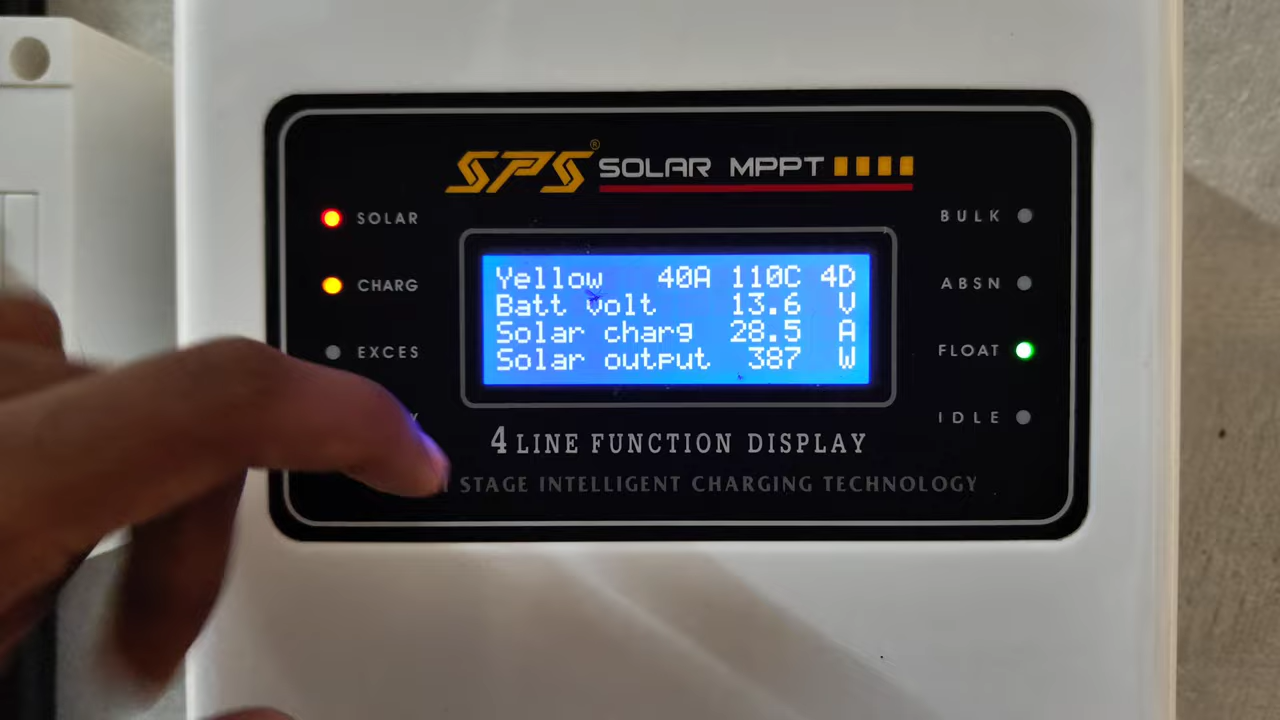 SPS® SOLAR MPPT
SOLAR
CHARG
EXCES
Yellow 40A 110C 4D
Batt volt 13.6 V
Solar charg 28.5 A
Solar output 387 W
BULK
ABSN
FLOAT
IDLE
4 LINE FUNCTION DISPLAY
STAGE INTELLIGENT CHARGING TECHNOLOGY